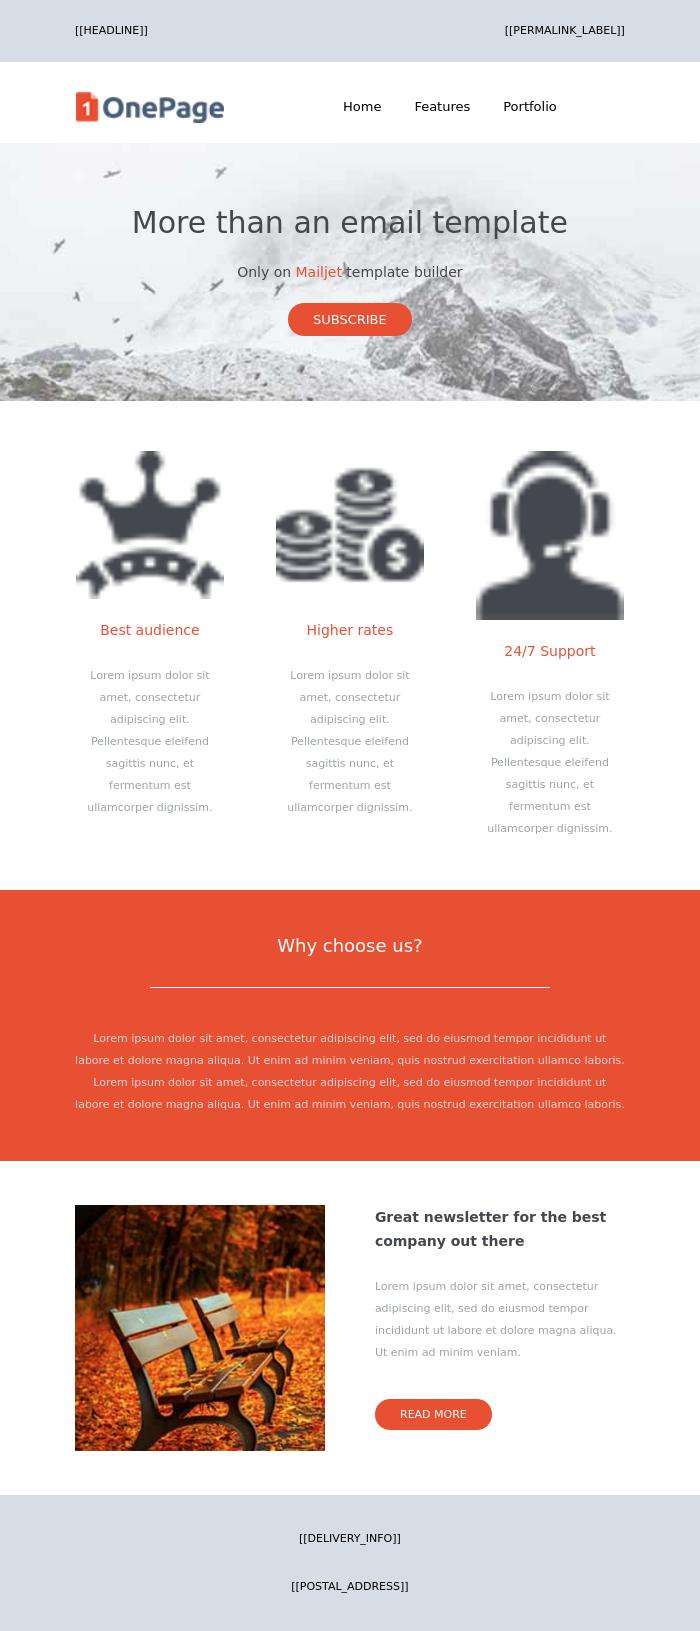 [[HEADLINE]]
[[PERMALINK_LABEL]]
1 OnePage
Home
Features
Portfolio
More than an email template
Only on Mailjet template builder
SUBSCRIBE
Best audience
Lorem ipsum dolor sit
amet, consectetur
adipiscing elit.
Pellentesque eleifend
sagittis nunc, et
fermentum est
ullamcorper dignissim.
Higher rates
Lorem ipsum dolor sit
amet, consectetur
adipiscing elit.
Pellentesque eleifend
sagittis nunc, et
fermentum est
ullamcorper dignissim.
24/7 Support
Lorem ipsum dolor sit
amet, consectetur
adipiscing elit.
Pellentesque eleifend
sagittis nunc, et
fermentum est
ullamcorper dignissim.
Why choose us?
Lorem ipsum dolor sit amet, consectetur adipiscing elit, sed do eiusmod tempor incididunt ut
labore et dolore magna aliqua. Ut enim ad minim veniam, quis nostrud exercitation ullamco laboris.
Lorem ipsum dolor sit amet, consectetur adipiscing elit, sed do eiusmod tempor incididunt ut
labore et dolore magna aliqua. Ut enim ad minim veniam, quis nostrud exercitation ullamco laboris.
Great newsletter for the best
company out there
Lorem ipsum dolor sit amet, consectetur
adipiscing elit, sed do eiusmod tempor
incididunt ut labore et dolore magna aliqua.
Ut enim ad minim veniam.
READ MORE
[[DELIVERY_INFO]]
[[POSTAL_ADDRESS]]